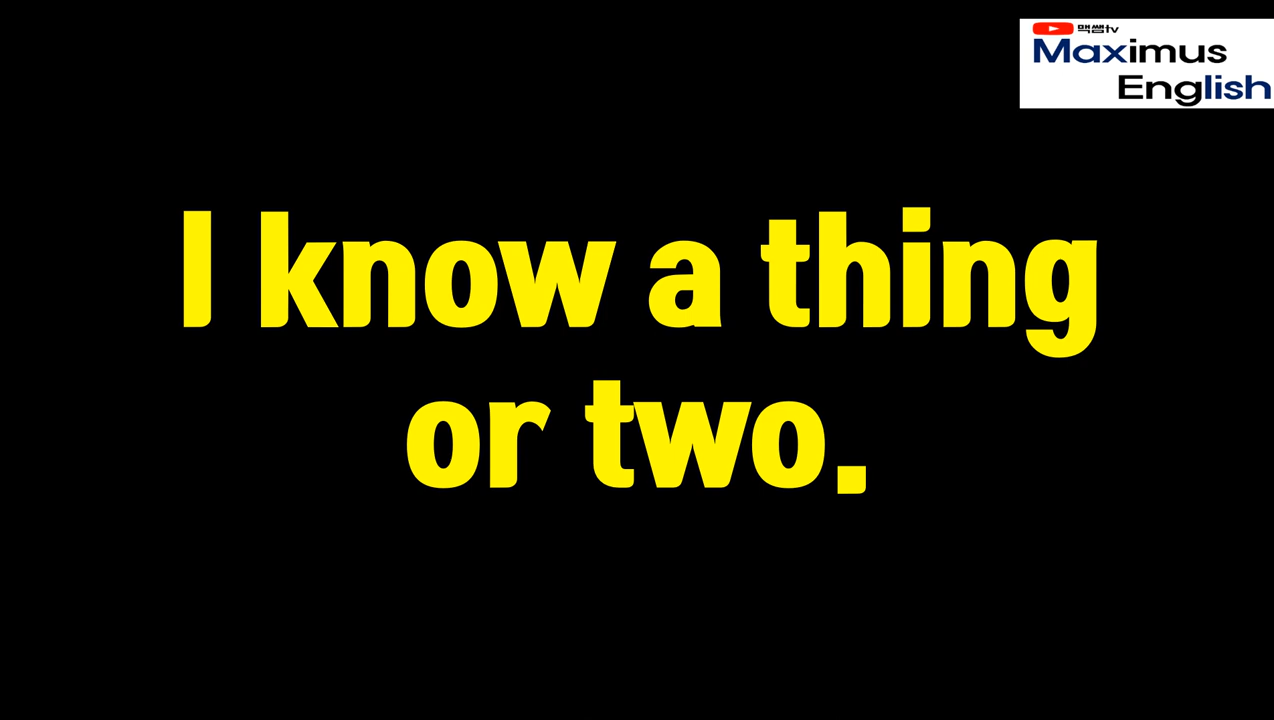 맥쌤tv
Maximus
English
I know a thing
or two.